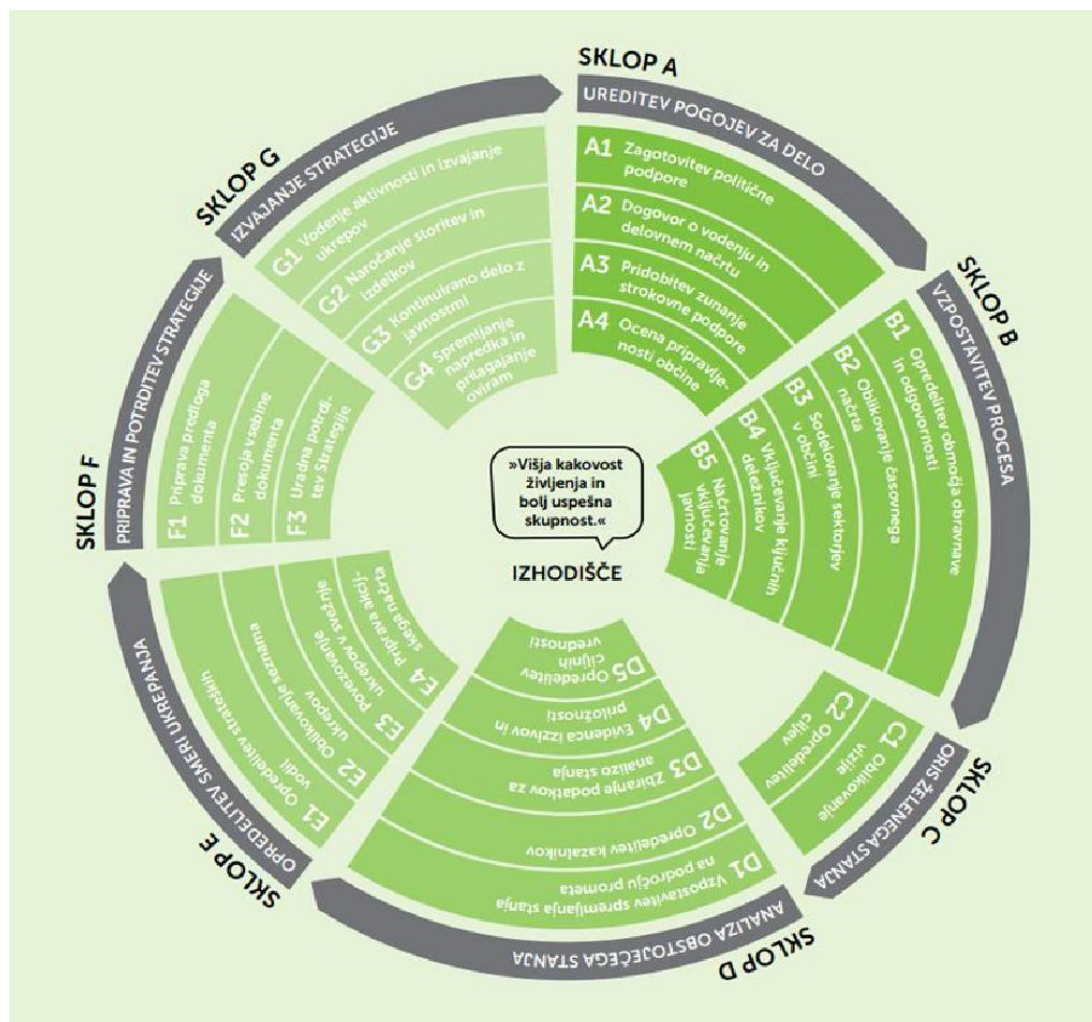 SKLOP A
UREDITEV POGOJEV ZA DELO
A1 Zagotovitev politične
podpore
A2 Dogovor o vodenju in
delovnem načrtu
A3 Pridobitev zunanje
strokovne podpore
A4 Ocena pripravlje-
nosti občine
SKLOP B
VZPOSTAVITEV PROCESA
B1 Opredelitev območja obravnave
in odgovornosti
B2 Oblikovanje časovnega
načrta
B3 Sodelovanje sektorjev
v občini
B4 Vključevanje ključnih
deležnikov
B5 Načrtovanje
vključevanja
javnosti
SKLOP C
ORIS ŽELENEGA STANJA
C1 Oblikovanje
vizije
C2 Opredelitev
ciljev
SKLOP D
ANALIZA OBSTOJEČEGA STANJA
D1 Vzpostavitev spremljanja stanja
na področju prometa
D2 Opredelitev kazalnikov
D3 Zbiranje podatkov za
analizo stanja
D4 Evidenca izzivov in
priložnosti
D5 Opredelitev
ciljnih
vrednosti
SKLOP E
OPREDELITEV SMERI UKREPANJA
E1 Opredelitev strateških
vodil
E2 Oblikovanje seznama
ukrepov
E3 Povezovanje
ukrepov v svežnje
E4 Priprava akcij-
skega načrta
SKLOP F
PRIPRAVA IN POTRDITEV STRATEGIJE
F1 Priprava predloga
dokumenta
F2 Presoja vsebine
dokumenta
F3 Uradna potrdi-
tev Strategije
SKLOP G
IZVAJANJE STRATEGIJE
G1 Vodenje aktivnosti in izvajanje
ukrepov
G2 Naročanje storitev in
izdelkov
G3 Kontinuirano delo z
javnostmi
G4 Spremljanje
napredka in
prilagajanje
oviram
»Višja kakovost
življenja in
bolj uspešna
skupnost.«
IZHODIŠČE